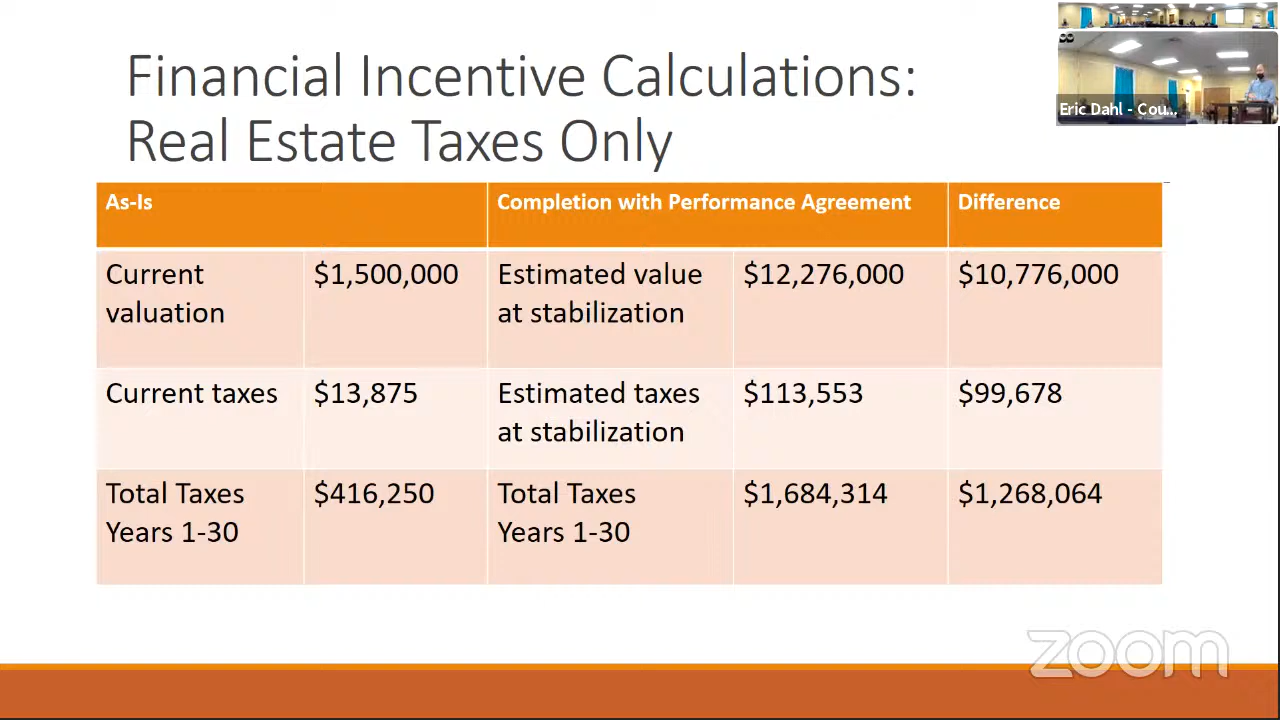 Financial Incentive Calculations:
Real Estate Taxes Only
Eric Dahl - Cou...
As-Is
Completion with Performance Agreement
Difference
Current
valuation
$1,500,000
Estimated value
at stabilization
$12,276,000
$10,776,000
Current taxes
$13,875
Estimated taxes
at stabilization
$113,553
$99,678
Total Taxes
Years 1-30
$416,250
Total Taxes
Years 1-30
$1,684,314
$1,268,064
zoom